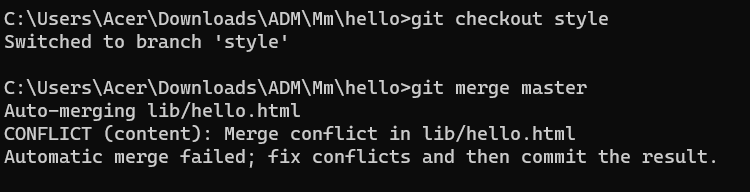 C:\Users\Acer\Downloads\ADM\Mm\hello>git checkout style
Switched to branch 'style'
C:\Users\Acer\Downloads\ADM\Mm\hello>git merge master
Auto-merging lib/hello.html
CONFLICT (content): Merge conflict in lib/hello.html
Automatic merge failed; fix conflicts and then commit the result.